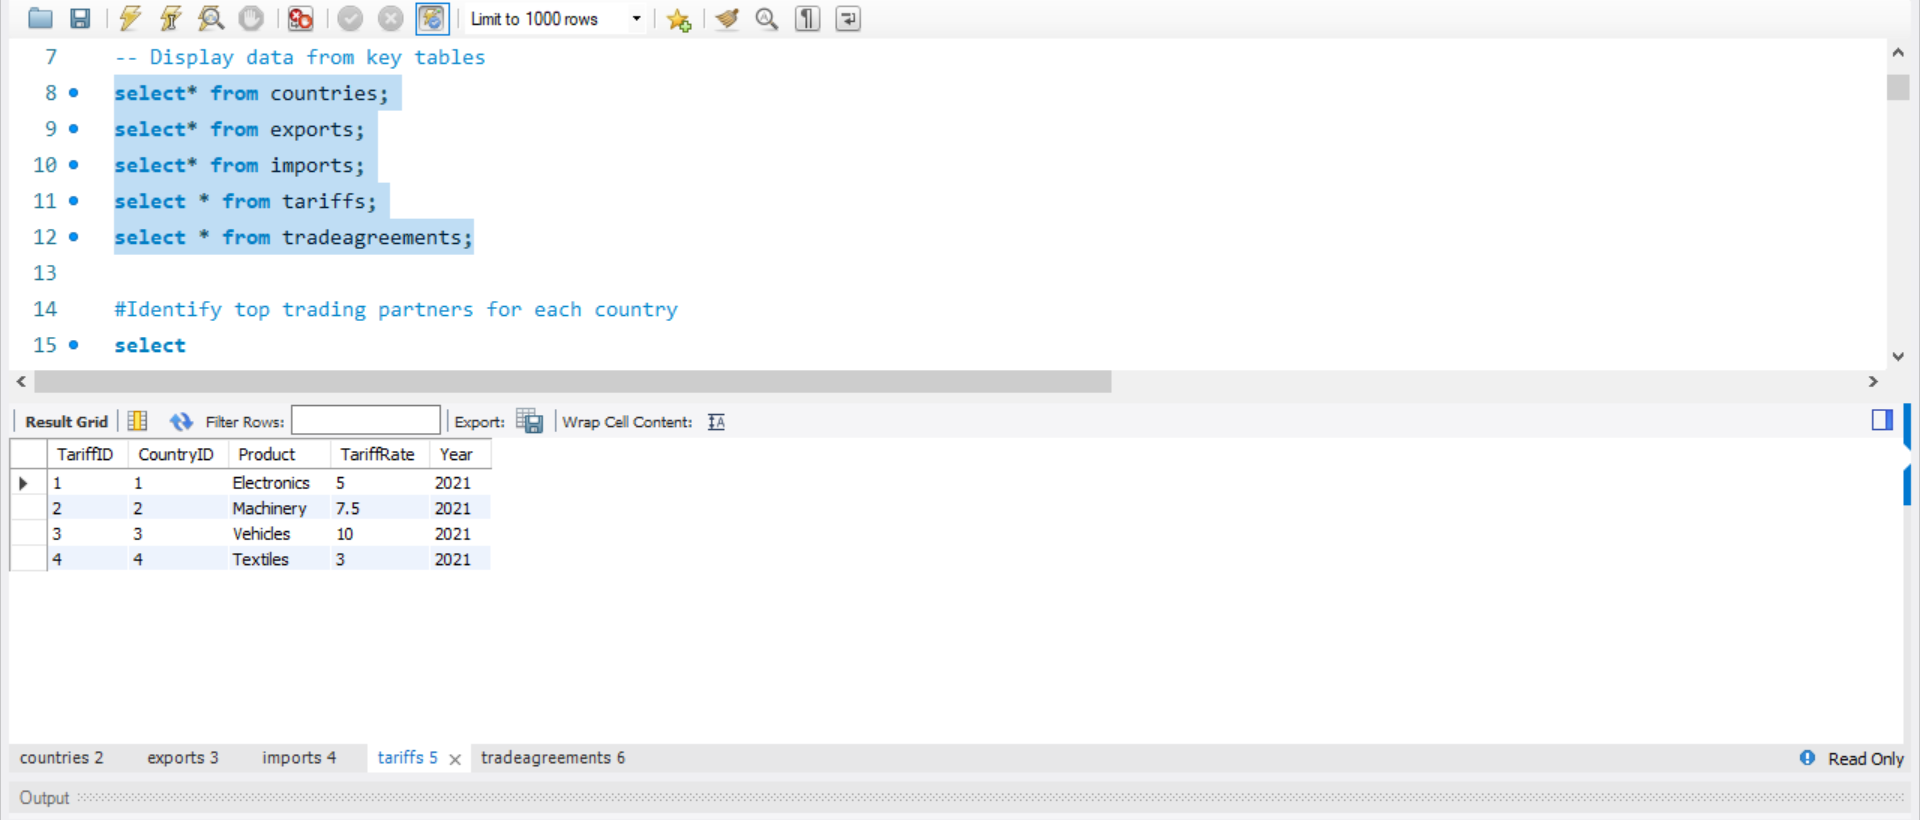 Limit to 1000 rows
7 -- Display data from key tables
8 select* from countries;
9 select* from exports;
10 select* from imports;
11 select * from tariffs;
12 select * from tradeagreements;
13
14 #Identify top trading partners for each country
15 select
Result Grid Filter Rows: Export: Wrap Cell Content:
TariffID CountryID Product TariffRate Year
1 1 Electronics 5 2021
2 2 Machinery 7.5 2021
3 3 Vehicles 10 2021
4 4 Textiles 3 2021
countries 2 exports 3 imports 4 tariffs 5 tradeagreements 6 Read Only
Output